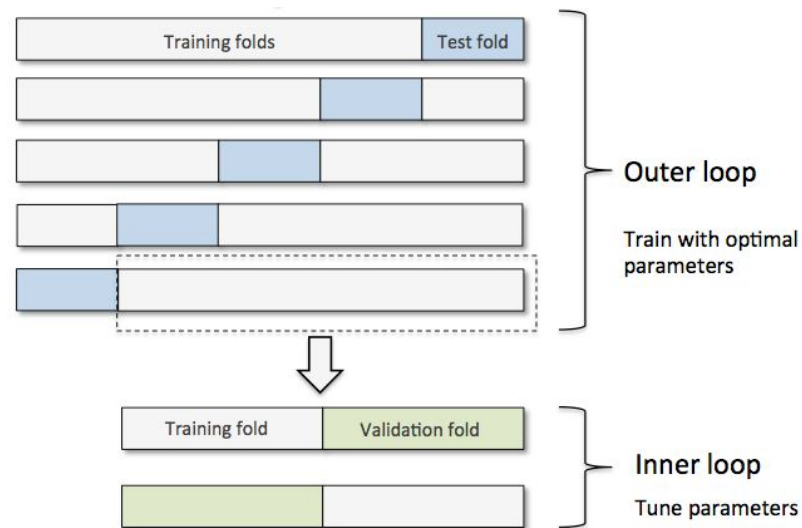 Training folds
Test fold
Outer loop
Train with optimal
parameters
Training fold
Validation fold
Inner loop
Tune parameters